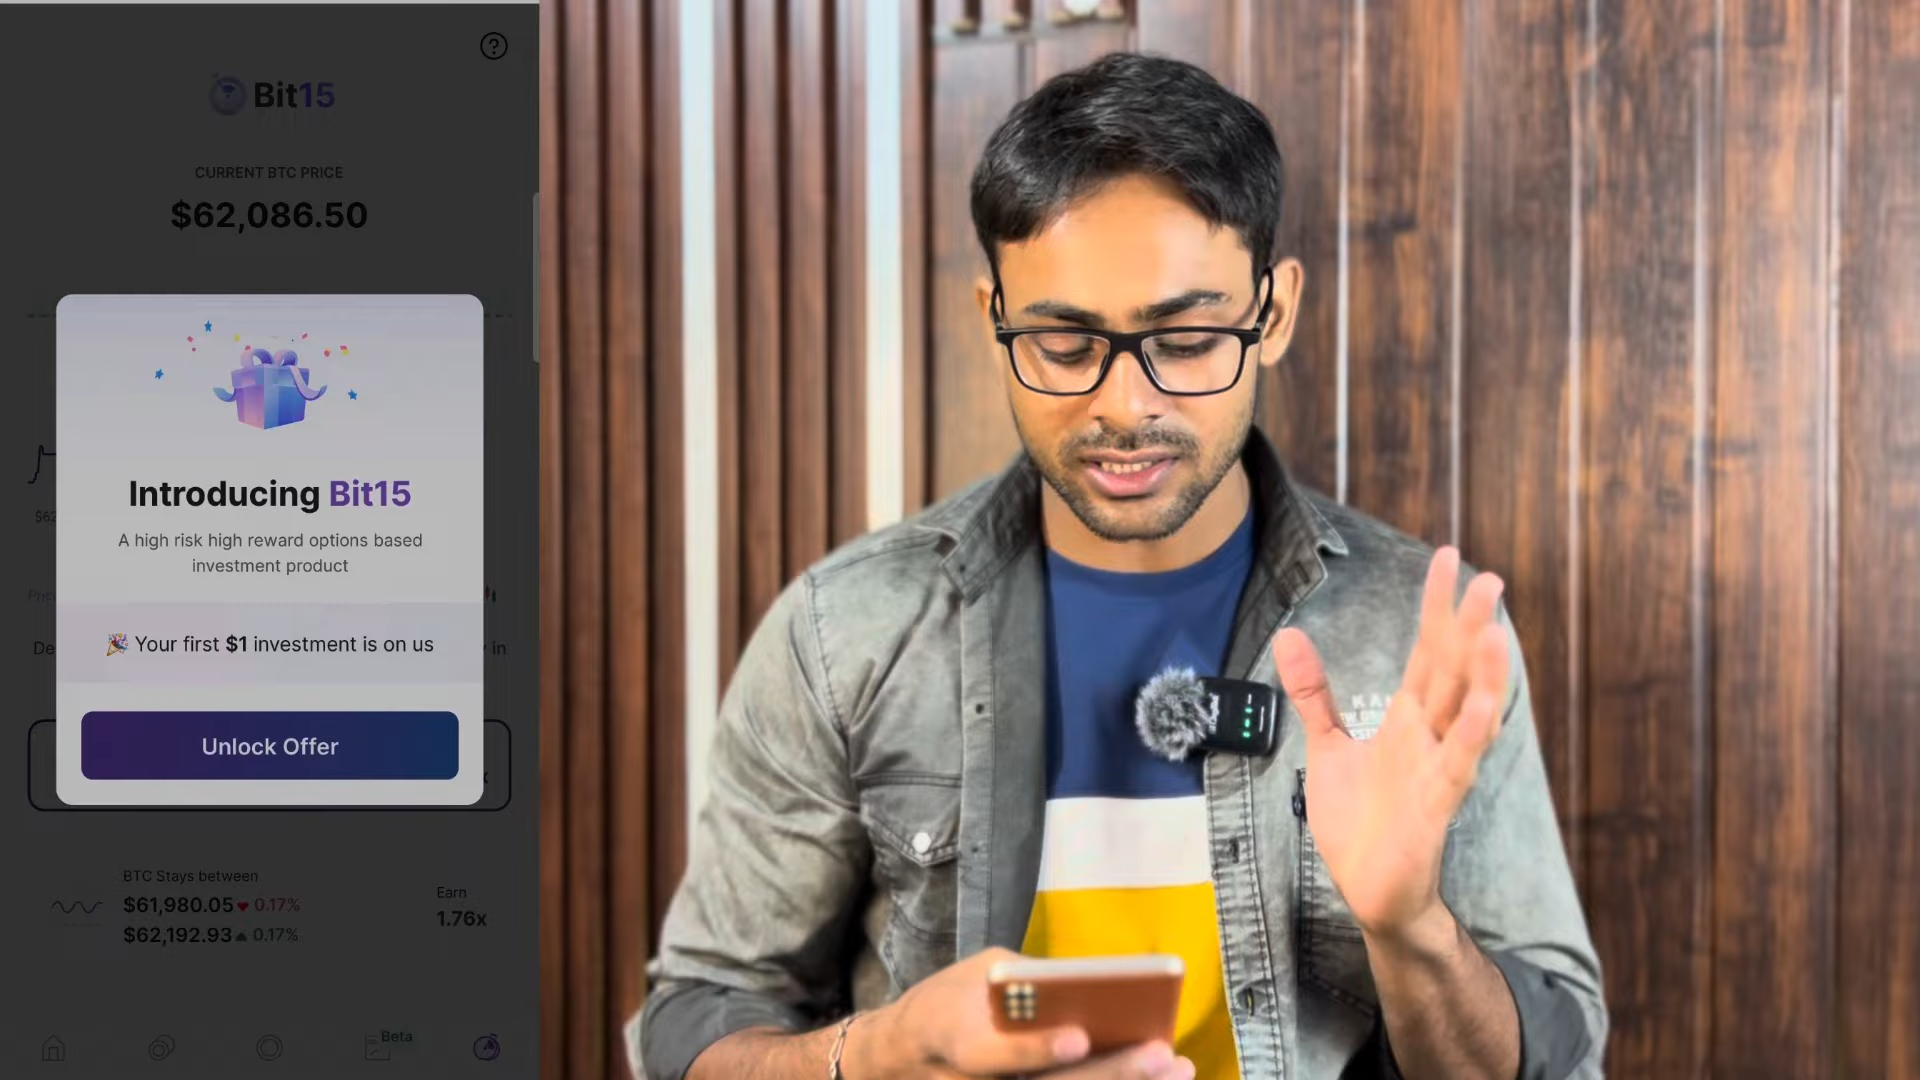 Bit15
CURRENT BTC PRICE
$62,086.50
Introducing Bit15
A high risk high reward options based
investment product
🎉 Your first $1 investment is on us
De
in
Unlock Offer
BTC Stays between
$61,980.05 0.17%
$62,192.93 0.17%
Earn
1.76x
Beta